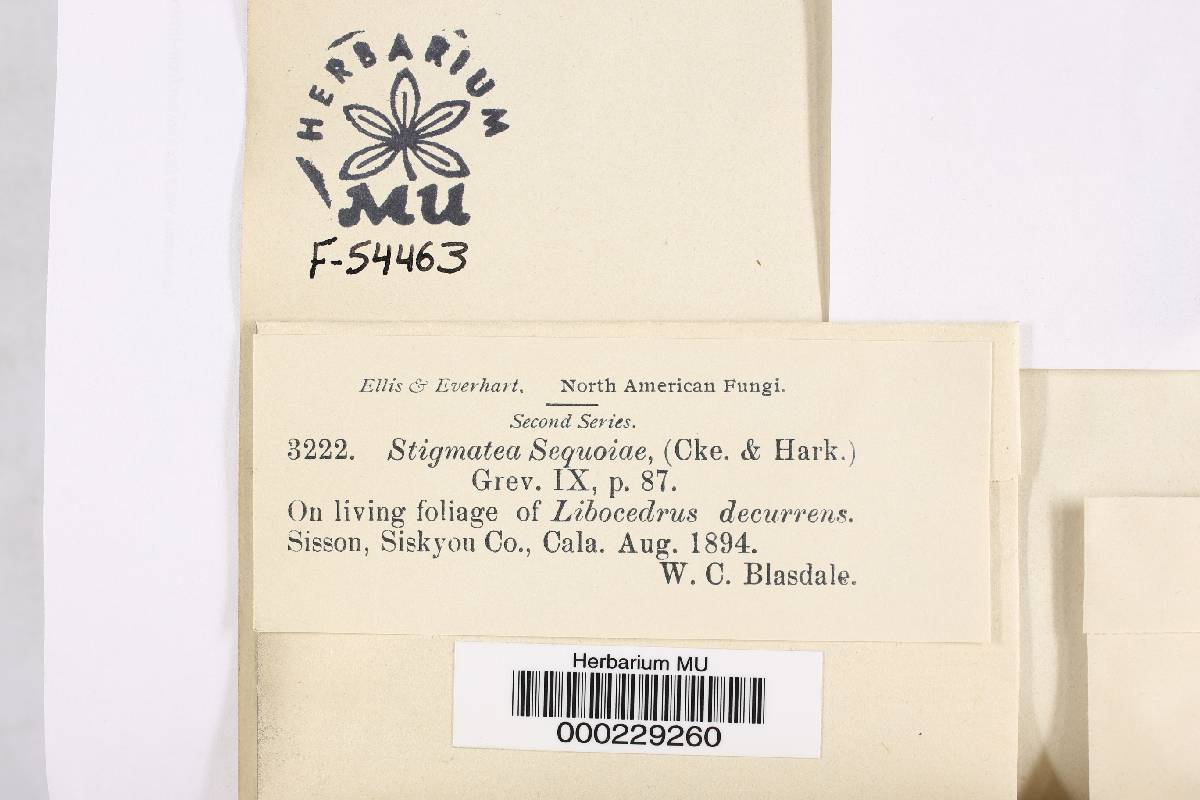 HERBARIUM
MU
F-54463
Ellis & Everhart. North American Fungi.
Second Series.
3222. Stigmatea Sequoiae, (Cke. & Hark.)
Grev. IX, p. 87.
On living foliage of Libocedrus decurrens.
Sisson, Siskyou Co., Cala. Aug. 1894.
W. C. Blasdale.
Herbarium MU
000229260